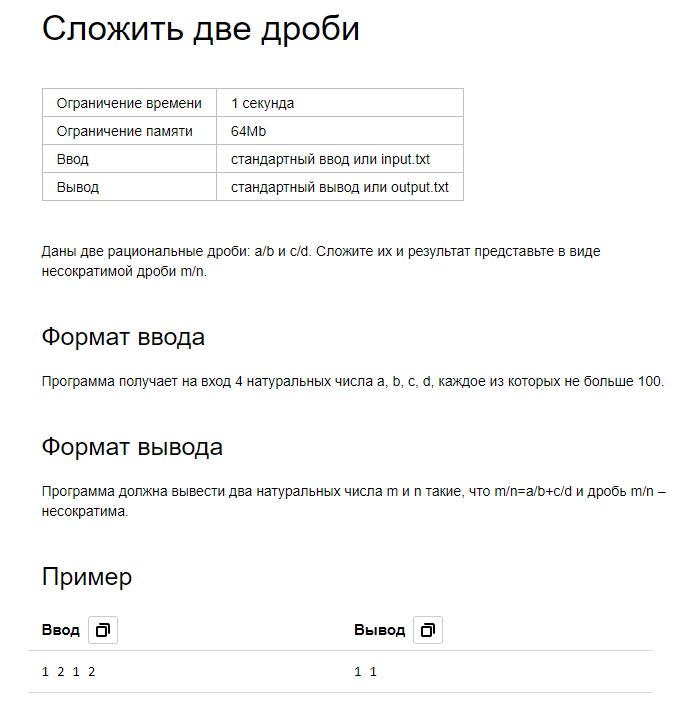 Сложить две дроби
Ограничение времени 1 секунда
Ограничение памяти 64Mb
Ввод стандартный ввод или input.txt
Вывод стандартный вывод или output.txt
Даны две рациональные дроби: a/b и c/d. Сложите их и результат представьте в виде
несократимой дроби m/n.
Формат ввода
Программа получает на вход 4 натуральных числа a, b, c, d, каждое из которых не больше 100.
Формат вывода
Программа должна вывести два натуральных числа m и n такие, что m/n=a/b+c/d и дробь m/n –
несократима.
Пример
Ввод Вывод
1 2 1 2 1 1